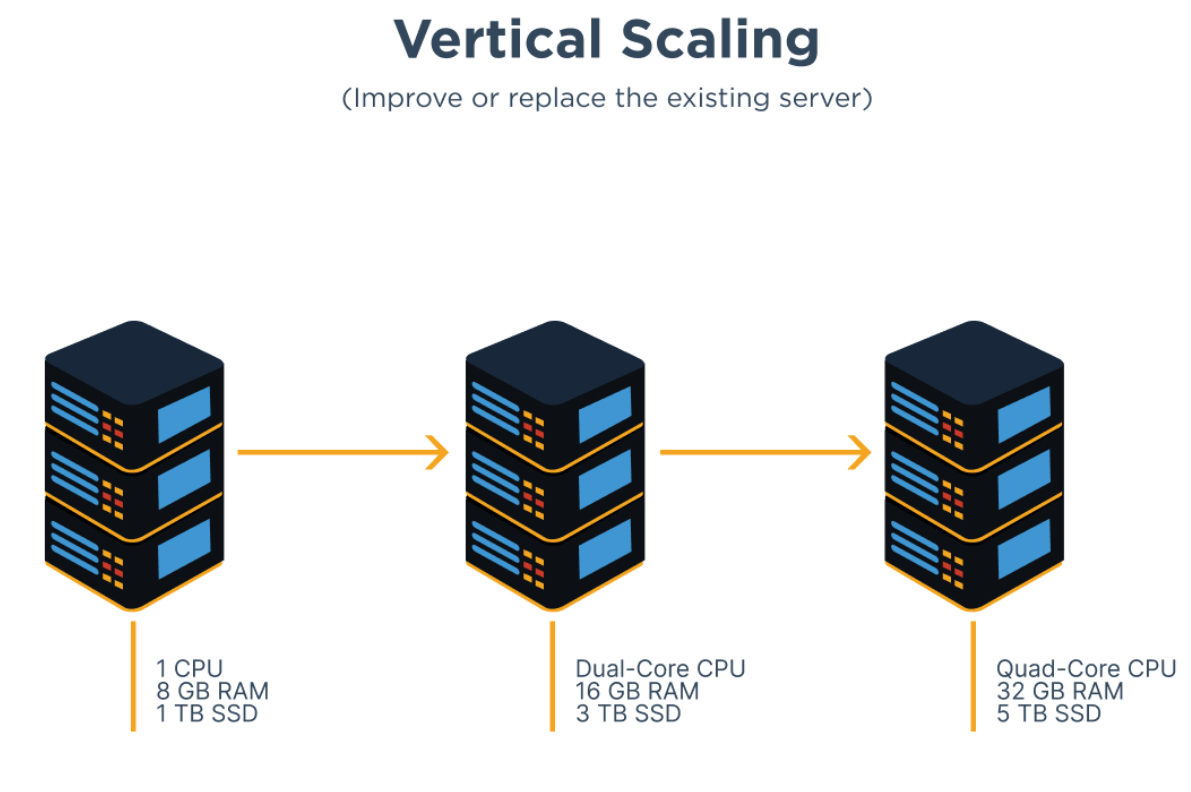 Vertical Scaling
(Improve or replace the existing server)
1 CPU
8 GB RAM
1 TB SSD
Dual-Core CPU
16 GB RAM
3 TB SSD
Quad-Core CPU
32 GB RAM
5 TB SSD